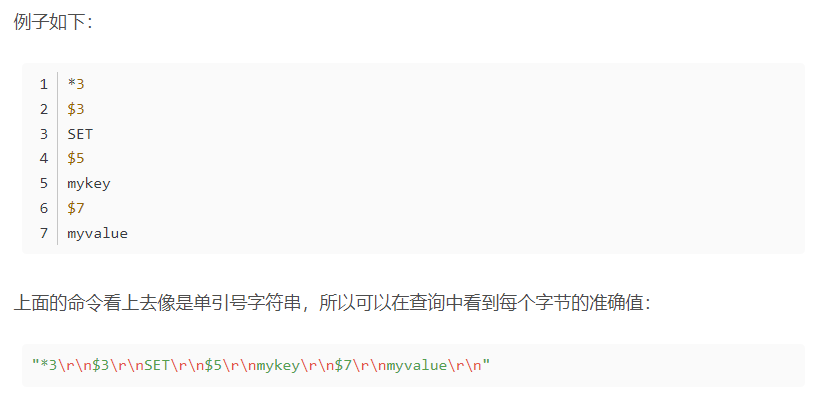 例子如下：
1 *3
2 $3
3 SET
4 $5
5 mykey
6 $7
7 myvalue
上面的命令看上去像是单引号字符串，所以可以在查询中看到每个字节的准确值：
"*3\r\n$3\r\nSET\r\n$5\r\nmykey\r\n$7\r\nmyvalue\r\n"